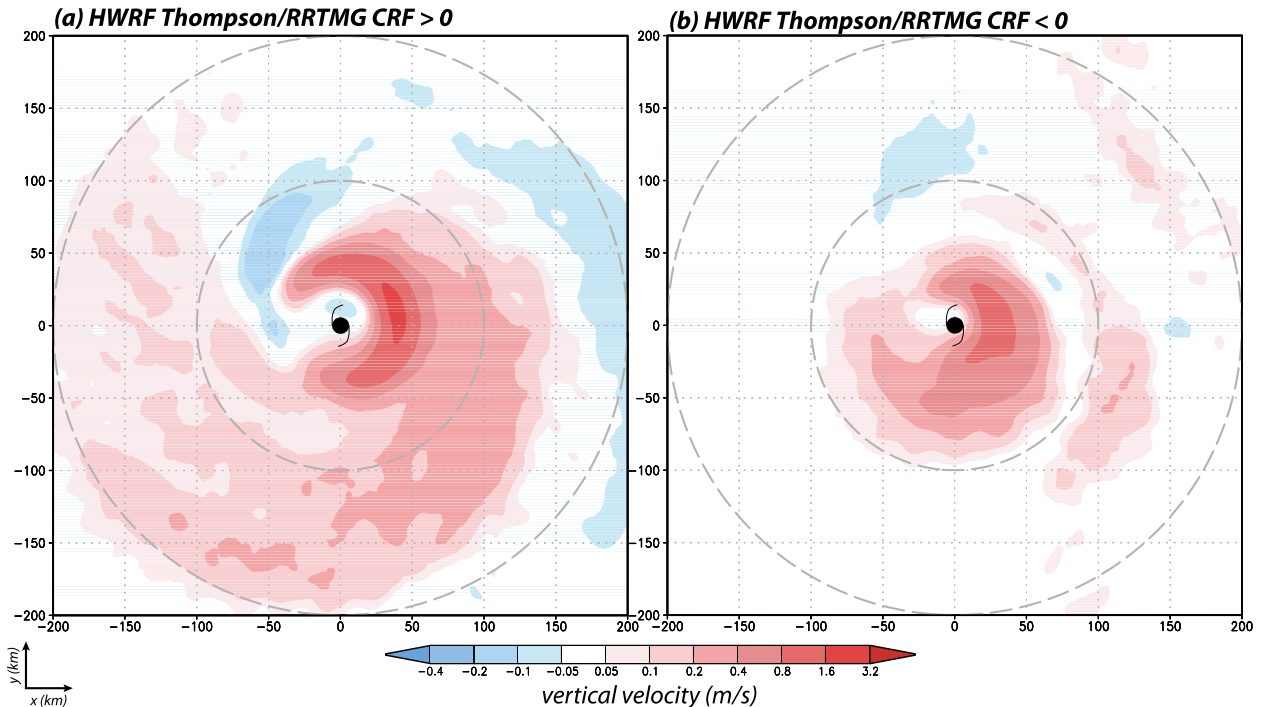 (a) HWRF Thompson/RRTMG CRF > 0
(b) HWRF Thompson/RRTMG CRF < 0
200
150
100
50
0
−50
−100
−150
−200
−200 −150 −100 −50 0 50 100 150 200
200
150
100
50
0
−50
−100
−150
−200
−200 −150 −100 −50 0 50 100 150 200
y (km)
x (km)
−0.4 −0.2 −0.1 −0.05 0.05 0.1 0.2 0.4 0.8 1.6 3.2
vertical velocity (m/s)